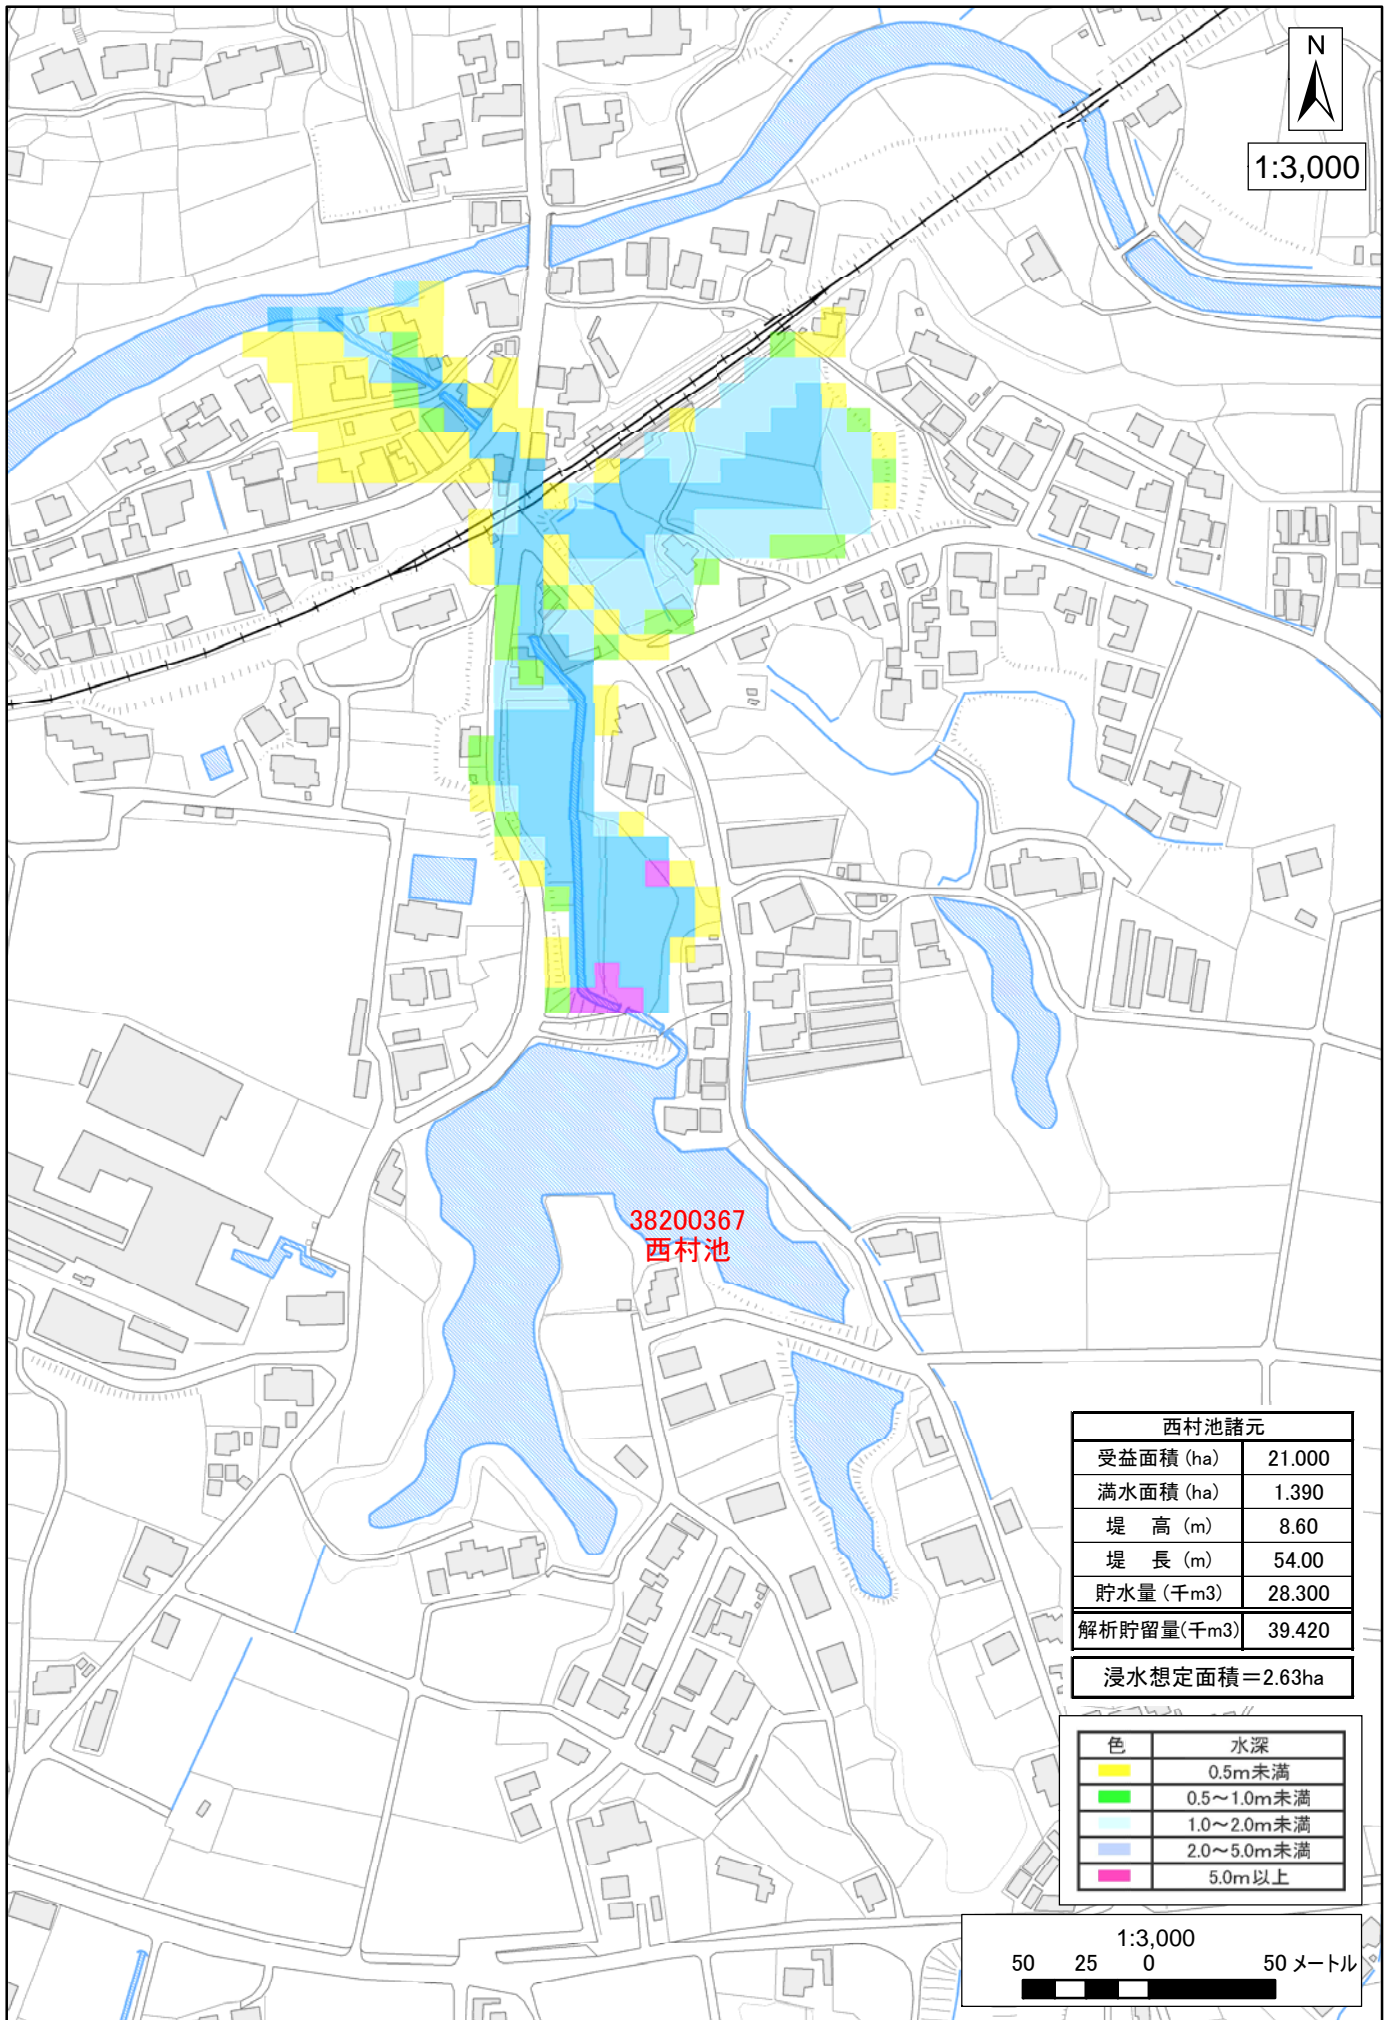 N
1:3,000
38200367
西村池
西村池諸元
受益面積 (ha) 21.000
満水面積 (ha) 1.390
堤 高 (m) 8.60
堤 長 (m) 54.00
貯水量 (千m3) 28.300
解析貯留量(千m3) 39.420
浸水想定面積＝2.63ha
色 水深
0.5m未満
0.5～1.0m未満
1.0～2.0m未満
2.0～5.0m未満
5.0m以上
1:3,000
50 25 0 50 メートル